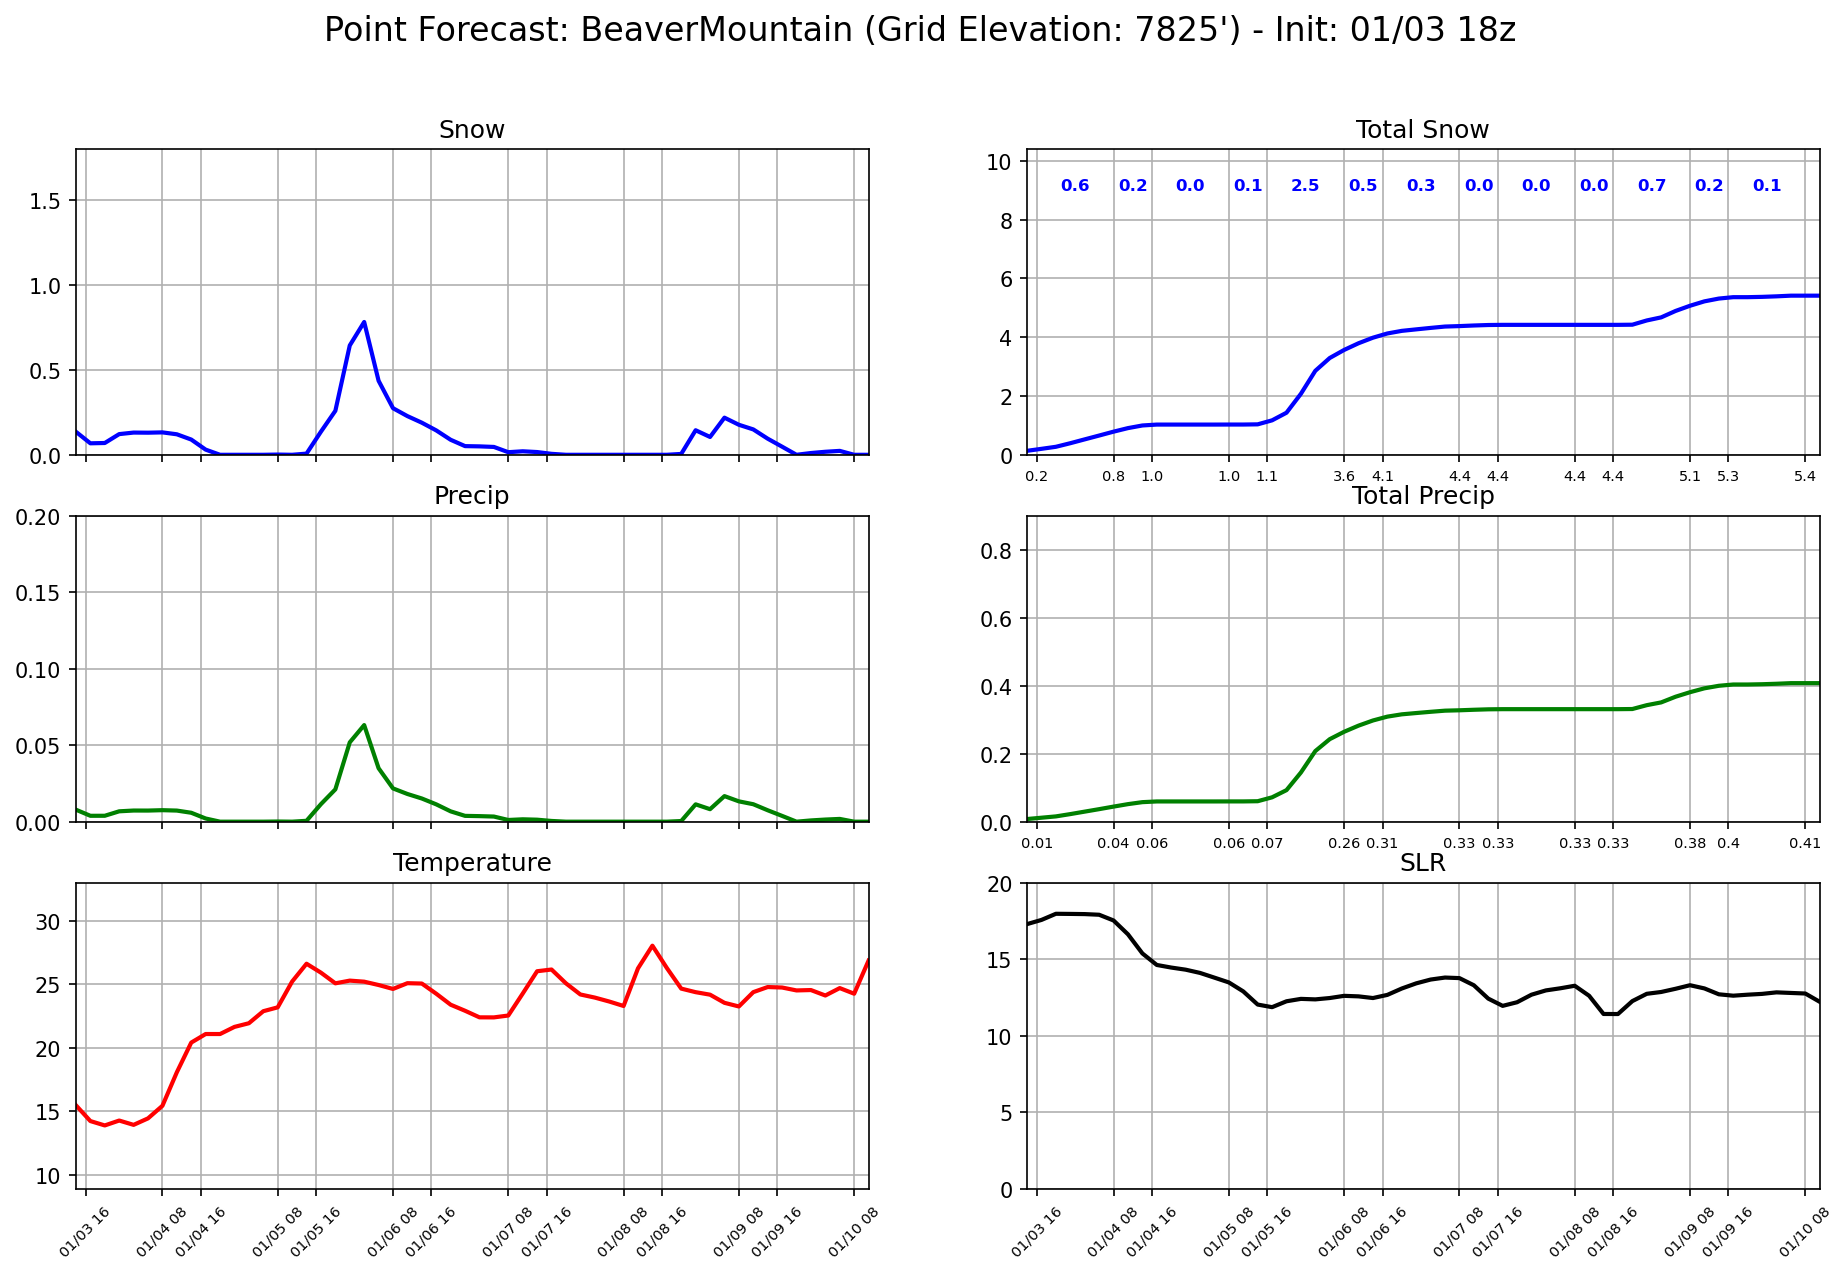 Point Forecast: BeaverMountain (Grid Elevation: 7825') - Init: 01/03 18z
Snow
1.5
1.0
0.5
0.0
Total Snow
10
8
6
4
2
0
0.6 0.2 0.0 0.1 2.5 0.5 0.3 0.0 0.0 0.0 0.7 0.2 0.1
0.2 0.8 1.0 1.0 1.1 3.6 4.1 4.4 4.4 4.4 4.4 5.1 5.3 5.4
Precip
0.20
0.15
0.10
0.05
0.00
Total Precip
0.8
0.6
0.4
0.2
0.0
0.01 0.04 0.06 0.06 0.07 0.26 0.31 0.33 0.33 0.33 0.33 0.38 0.4 0.41
Temperature
30
25
20
15
10
01/03 16 01/04 08 01/04 16 01/05 08 01/05 16 01/06 08 01/06 16 01/07 08 01/07 16 01/08 08 01/08 16 01/09 08 01/09 16 01/10 08
SLR
20
15
10
5
0
01/03 16 01/04 08 01/04 16 01/05 08 01/05 16 01/06 08 01/06 16 01/07 08 01/07 16 01/08 08 01/08 16 01/09 08 01/09 16 01/10 08